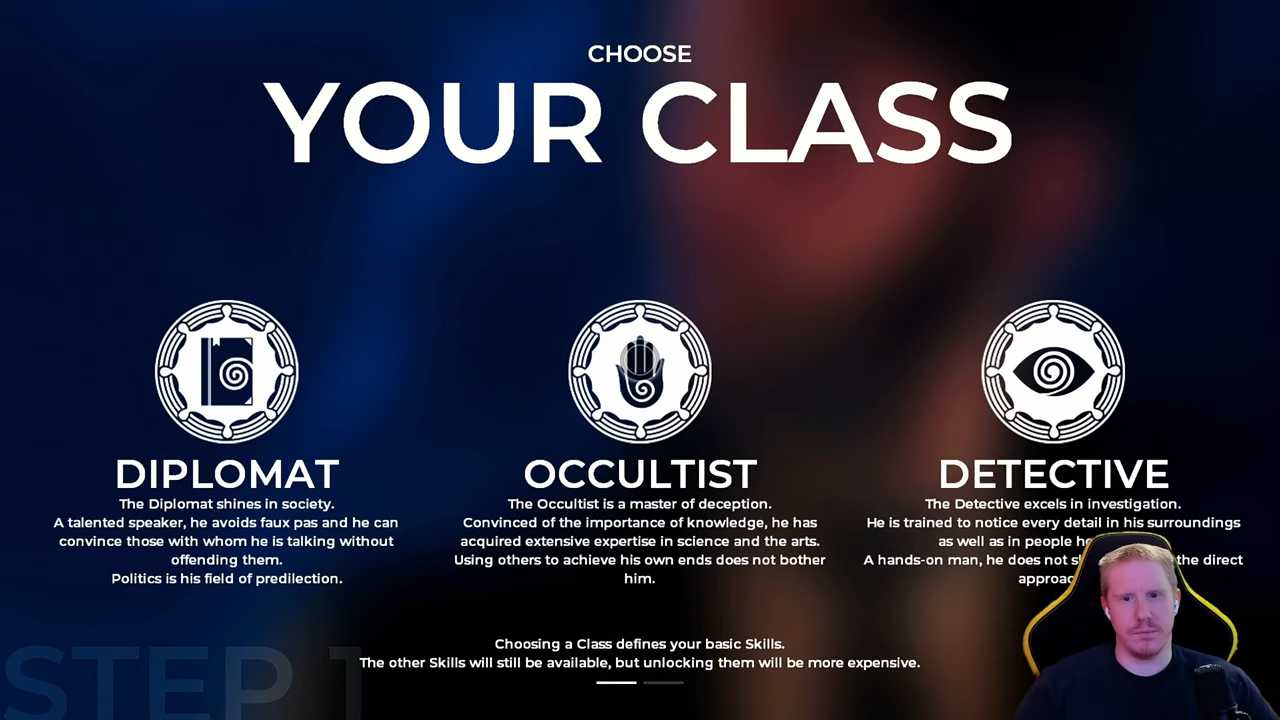 CHOOSE
YOUR CLASS
DIPLOMAT
The Diplomat shines in society.
A talented speaker, he avoids faux pas and he can
convince those with whom he is talking without
offending them.
Politics is his field of predilection.
OCCULTIST
The Occultist is a master of deception.
Convinced of the importance of knowledge, he has
acquired extensive expertise in science and the arts.
Using others to achieve his own ends does not bother
him.
DETECTIVE
The Detective excels in investigation.
He is trained to notice every detail in his surroundings
as well as in people
A hands-on man, he does not the direct
Choosing a Class defines your basic Skills.
The other Skills will still be available, but unlocking them will be more expensive.
STEP 1